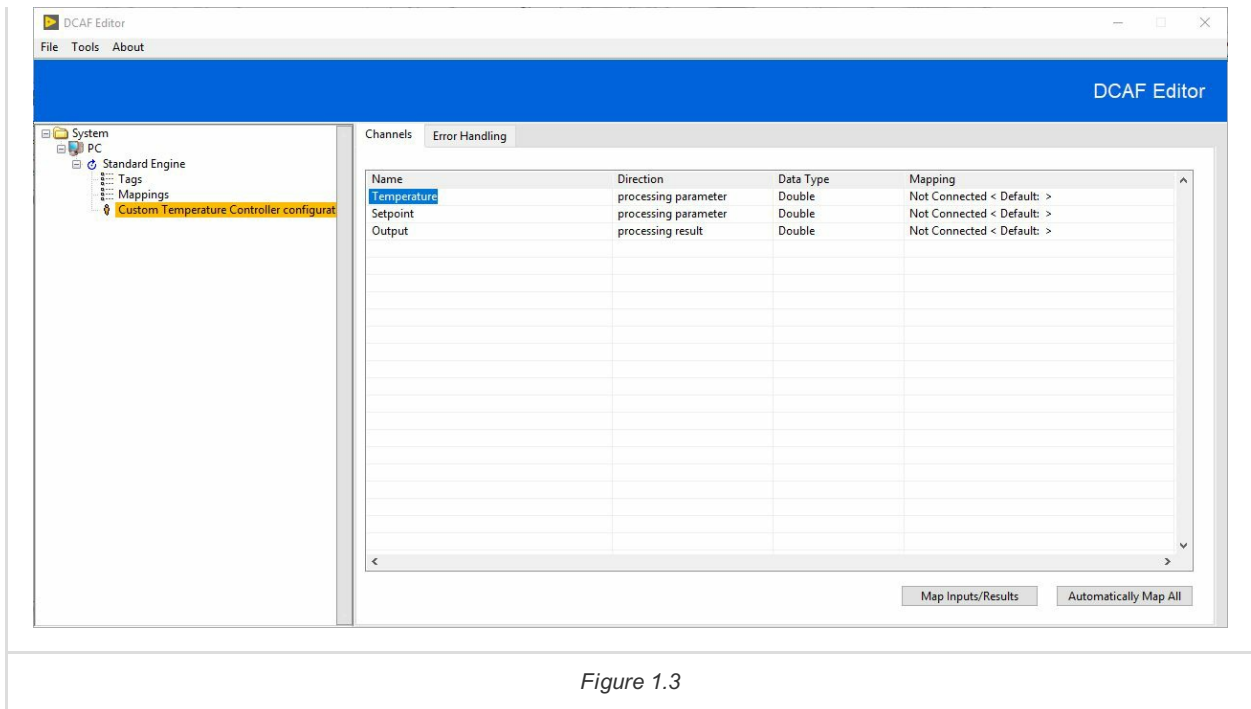 DCAF Editor
File Tools About
DCAF Editor
System
PC
Standard Engine
Tags
Mappings
Custom Temperature Controller configurat
Channels Error Handling
Name Direction Data Type Mapping
Temperature processing parameter Double Not Connected < Default: >
Setpoint processing parameter Double Not Connected < Default: >
Output processing result Double Not Connected < Default: >
Map Inputs/Results Automatically Map All
Figure 1.3